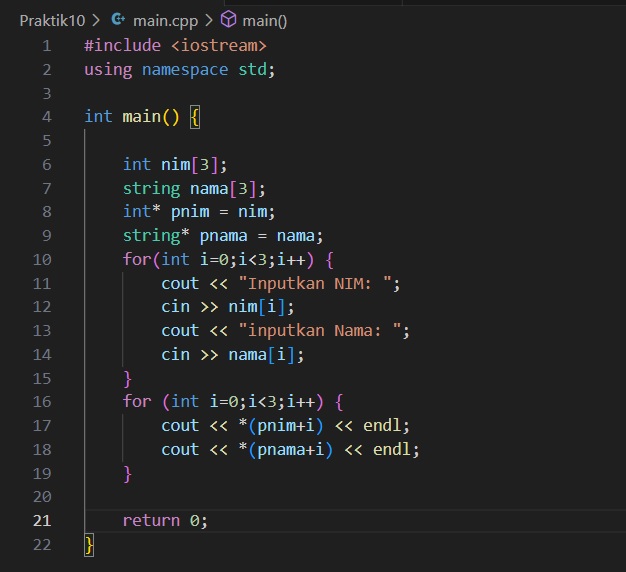 Praktik10 > main.cpp > main()
1 #include <iostream>
2 using namespace std;
3
4 int main() {
5
6     int nim[3];
7     string nama[3];
8     int* pnim = nim;
9     string* pnama = nama;
10     for(int i=0;i<3;i++) {
11         cout << "Inputkan NIM: ";
12         cin >> nim[i];
13         cout << "inputkan Nama: ";
14         cin >> nama[i];
15     }
16     for (int i=0;i<3;i++) {
17         cout << *(pnim+i) << endl;
18         cout << *(pnama+i) << endl;
19     }
20
21     return 0;
22 }